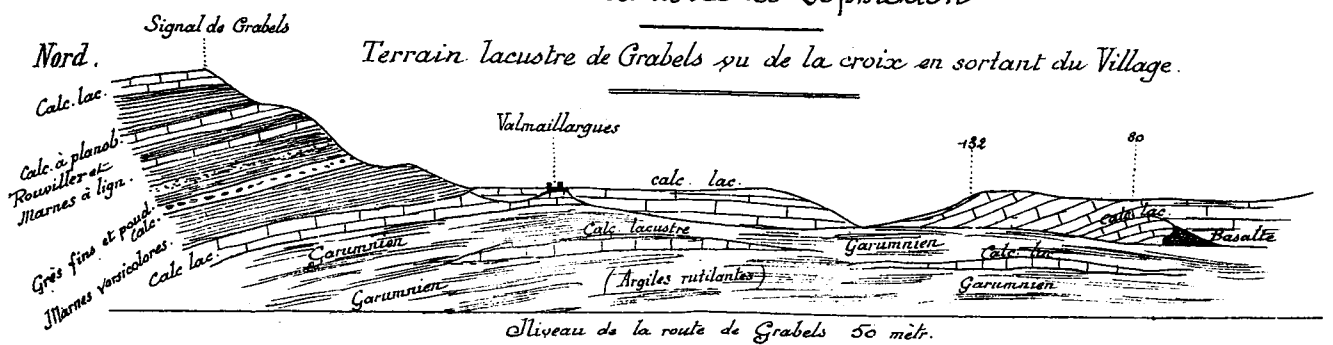 Signal de Grabels
Nord.
Terrain lacustre de Grabels vu de la croix en sortant du Village.
Calc. lac.
Valmaillargues
132
80
Calc. à planob.
Rouviller et
Marnes à lign.
calc. lac.
calc. lac.
Grès fins et poud.
calc.
Garumnien
Calc. lacustre
Garumnien
Basalte
Marnes varsicolores.
Calc. lac.
Calc. lac.
Garumnien
(Argiles rutilantes)
Garumnien
Niveau de la route de Grabels 50 mètr.